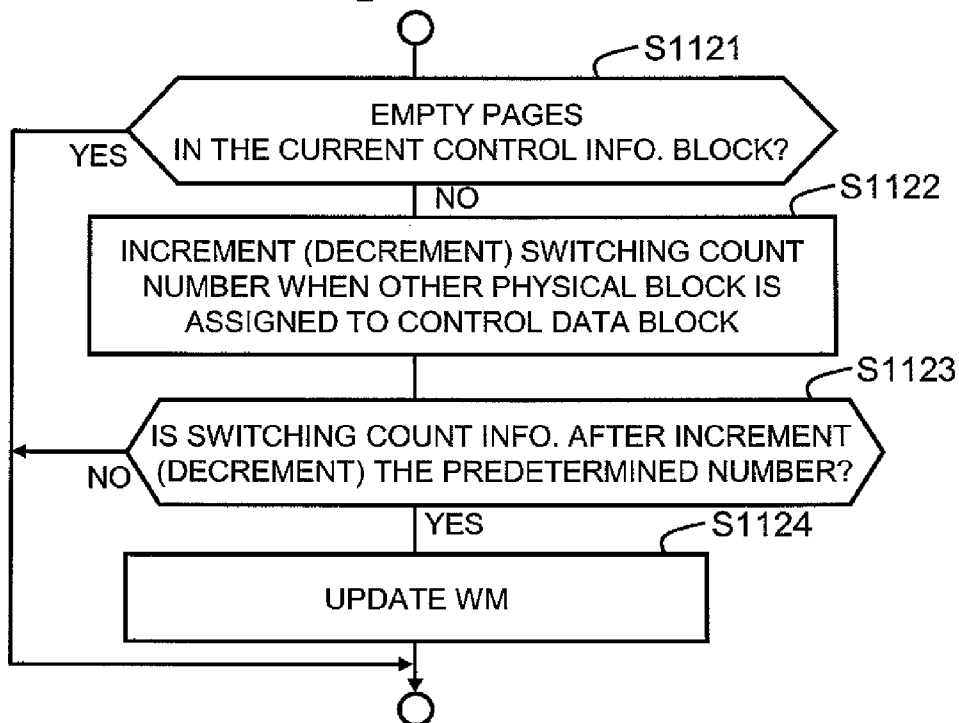 S1121
EMPTY PAGES
IN THE CURRENT CONTROL INFO. BLOCK?
YES
NO
S1122
INCREMENT (DECREMENT) SWITCHING COUNT
NUMBER WHEN OTHER PHYSICAL BLOCK IS
ASSIGNED TO CONTROL DATA BLOCK
S1123
IS SWITCHING COUNT INFO. AFTER INCREMENT
(DECREMENT) THE PREDETERMINED NUMBER?
NO
YES
S1124
UPDATE WM